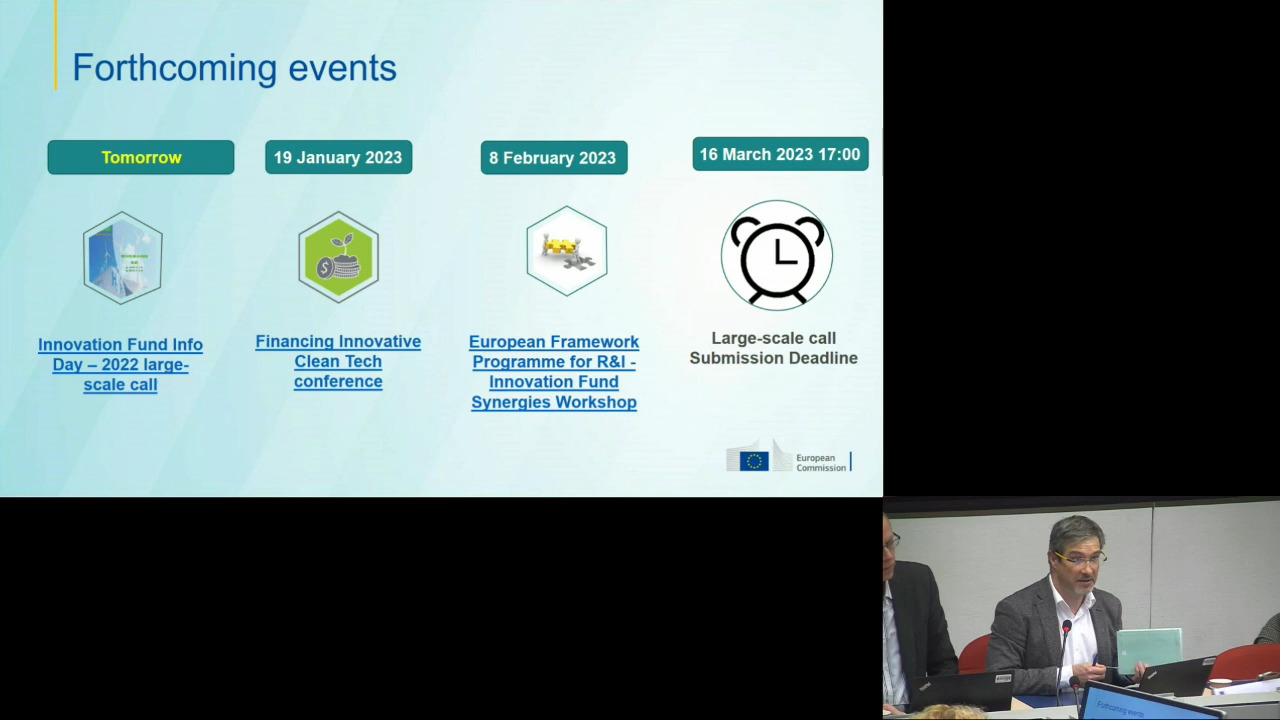 Forthcoming events
Tomorrow
19 January 2023
8 February 2023
16 March 2023 17:00
Innovation Fund Info
Day – 2022 large-
scale call
Financing Innovative
Clean Tech
conference
European Framework
Programme for R&I -
Innovation Fund
Synergies Workshop
Large-scale call
Submission Deadline
European
Commission
Forthcoming events